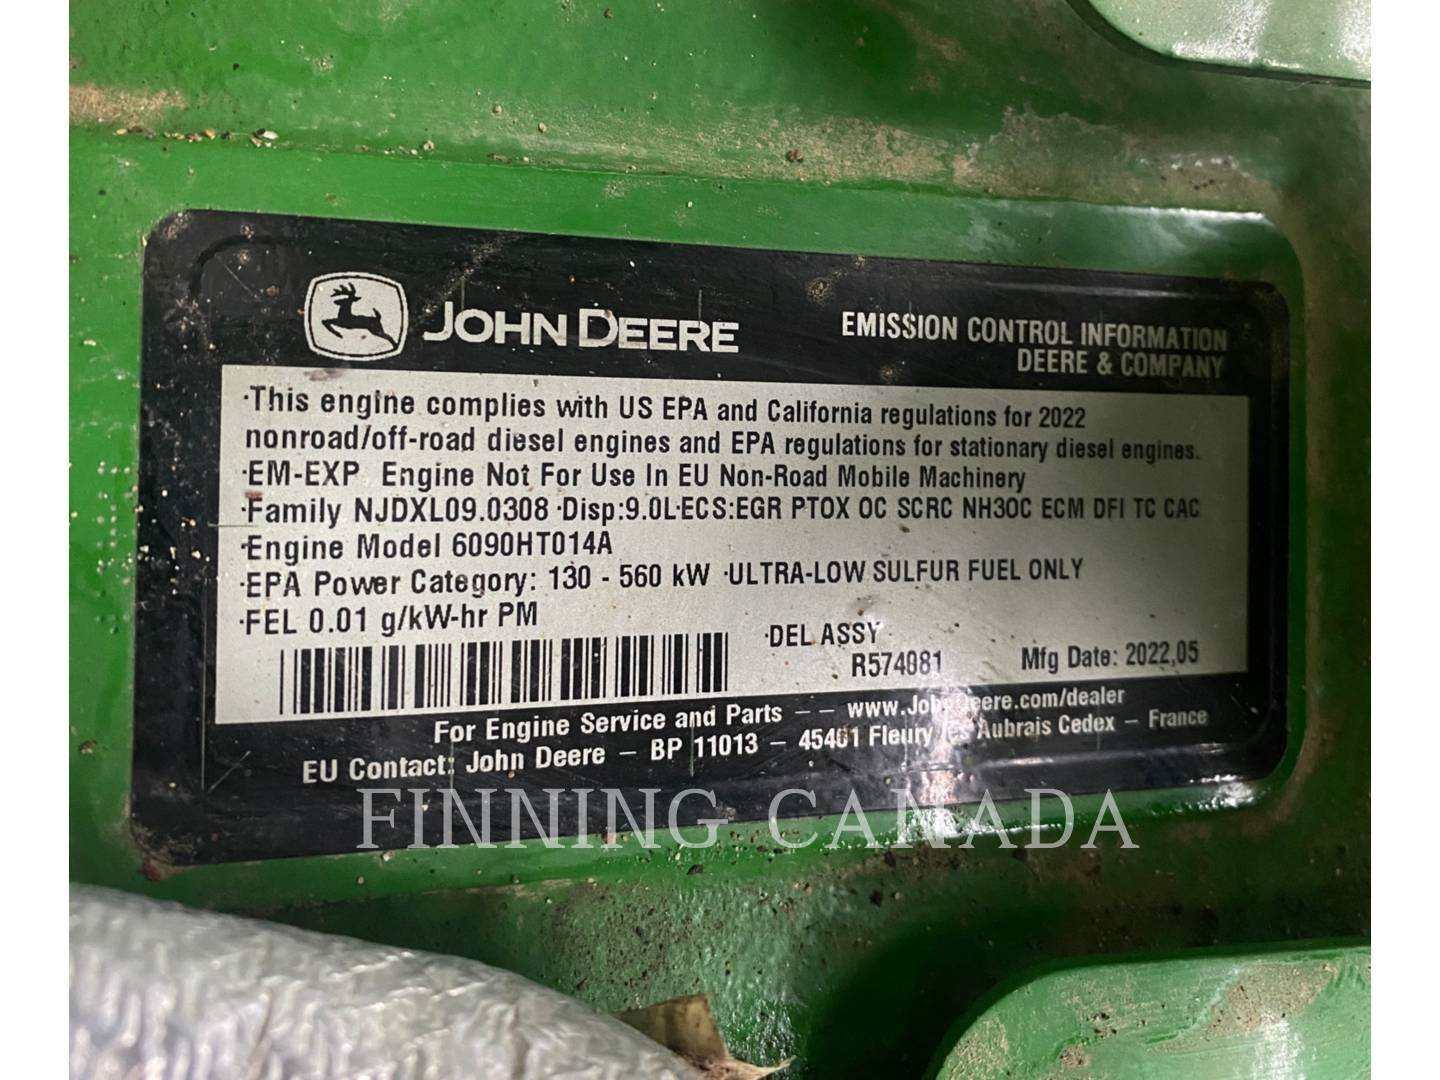 JOHN DEERE
EMISSION CONTROL INFORMATION
DEERE & COMPANY
·This engine complies with US EPA and California regulations for 2022
nonroad/off-road diesel engines and EPA regulations for stationary diesel engines.
·EM-EXP Engine Not For Use In EU Non-Road Mobile Machinery
·Family NJDXL09.0308 ·Disp:9.0L·ECS:EGR PTOX OC SCRC NH3OC ECM DFI TC CAC
·Engine Model 6090HT014A
·EPA Power Category: 130 - 560 kW ·ULTRA-LOW SULFUR FUEL ONLY
·FEL 0.01 g/kW-hr PM
·DEL ASSY
R574081 Mfg Date: 2022,05
For Engine Service and Parts – – www.JohnDeere.com/dealer
EU Contact: John Deere – BP 11013 – 45401 Fleury les Aubrais Cedex – France
FINNING CANADA